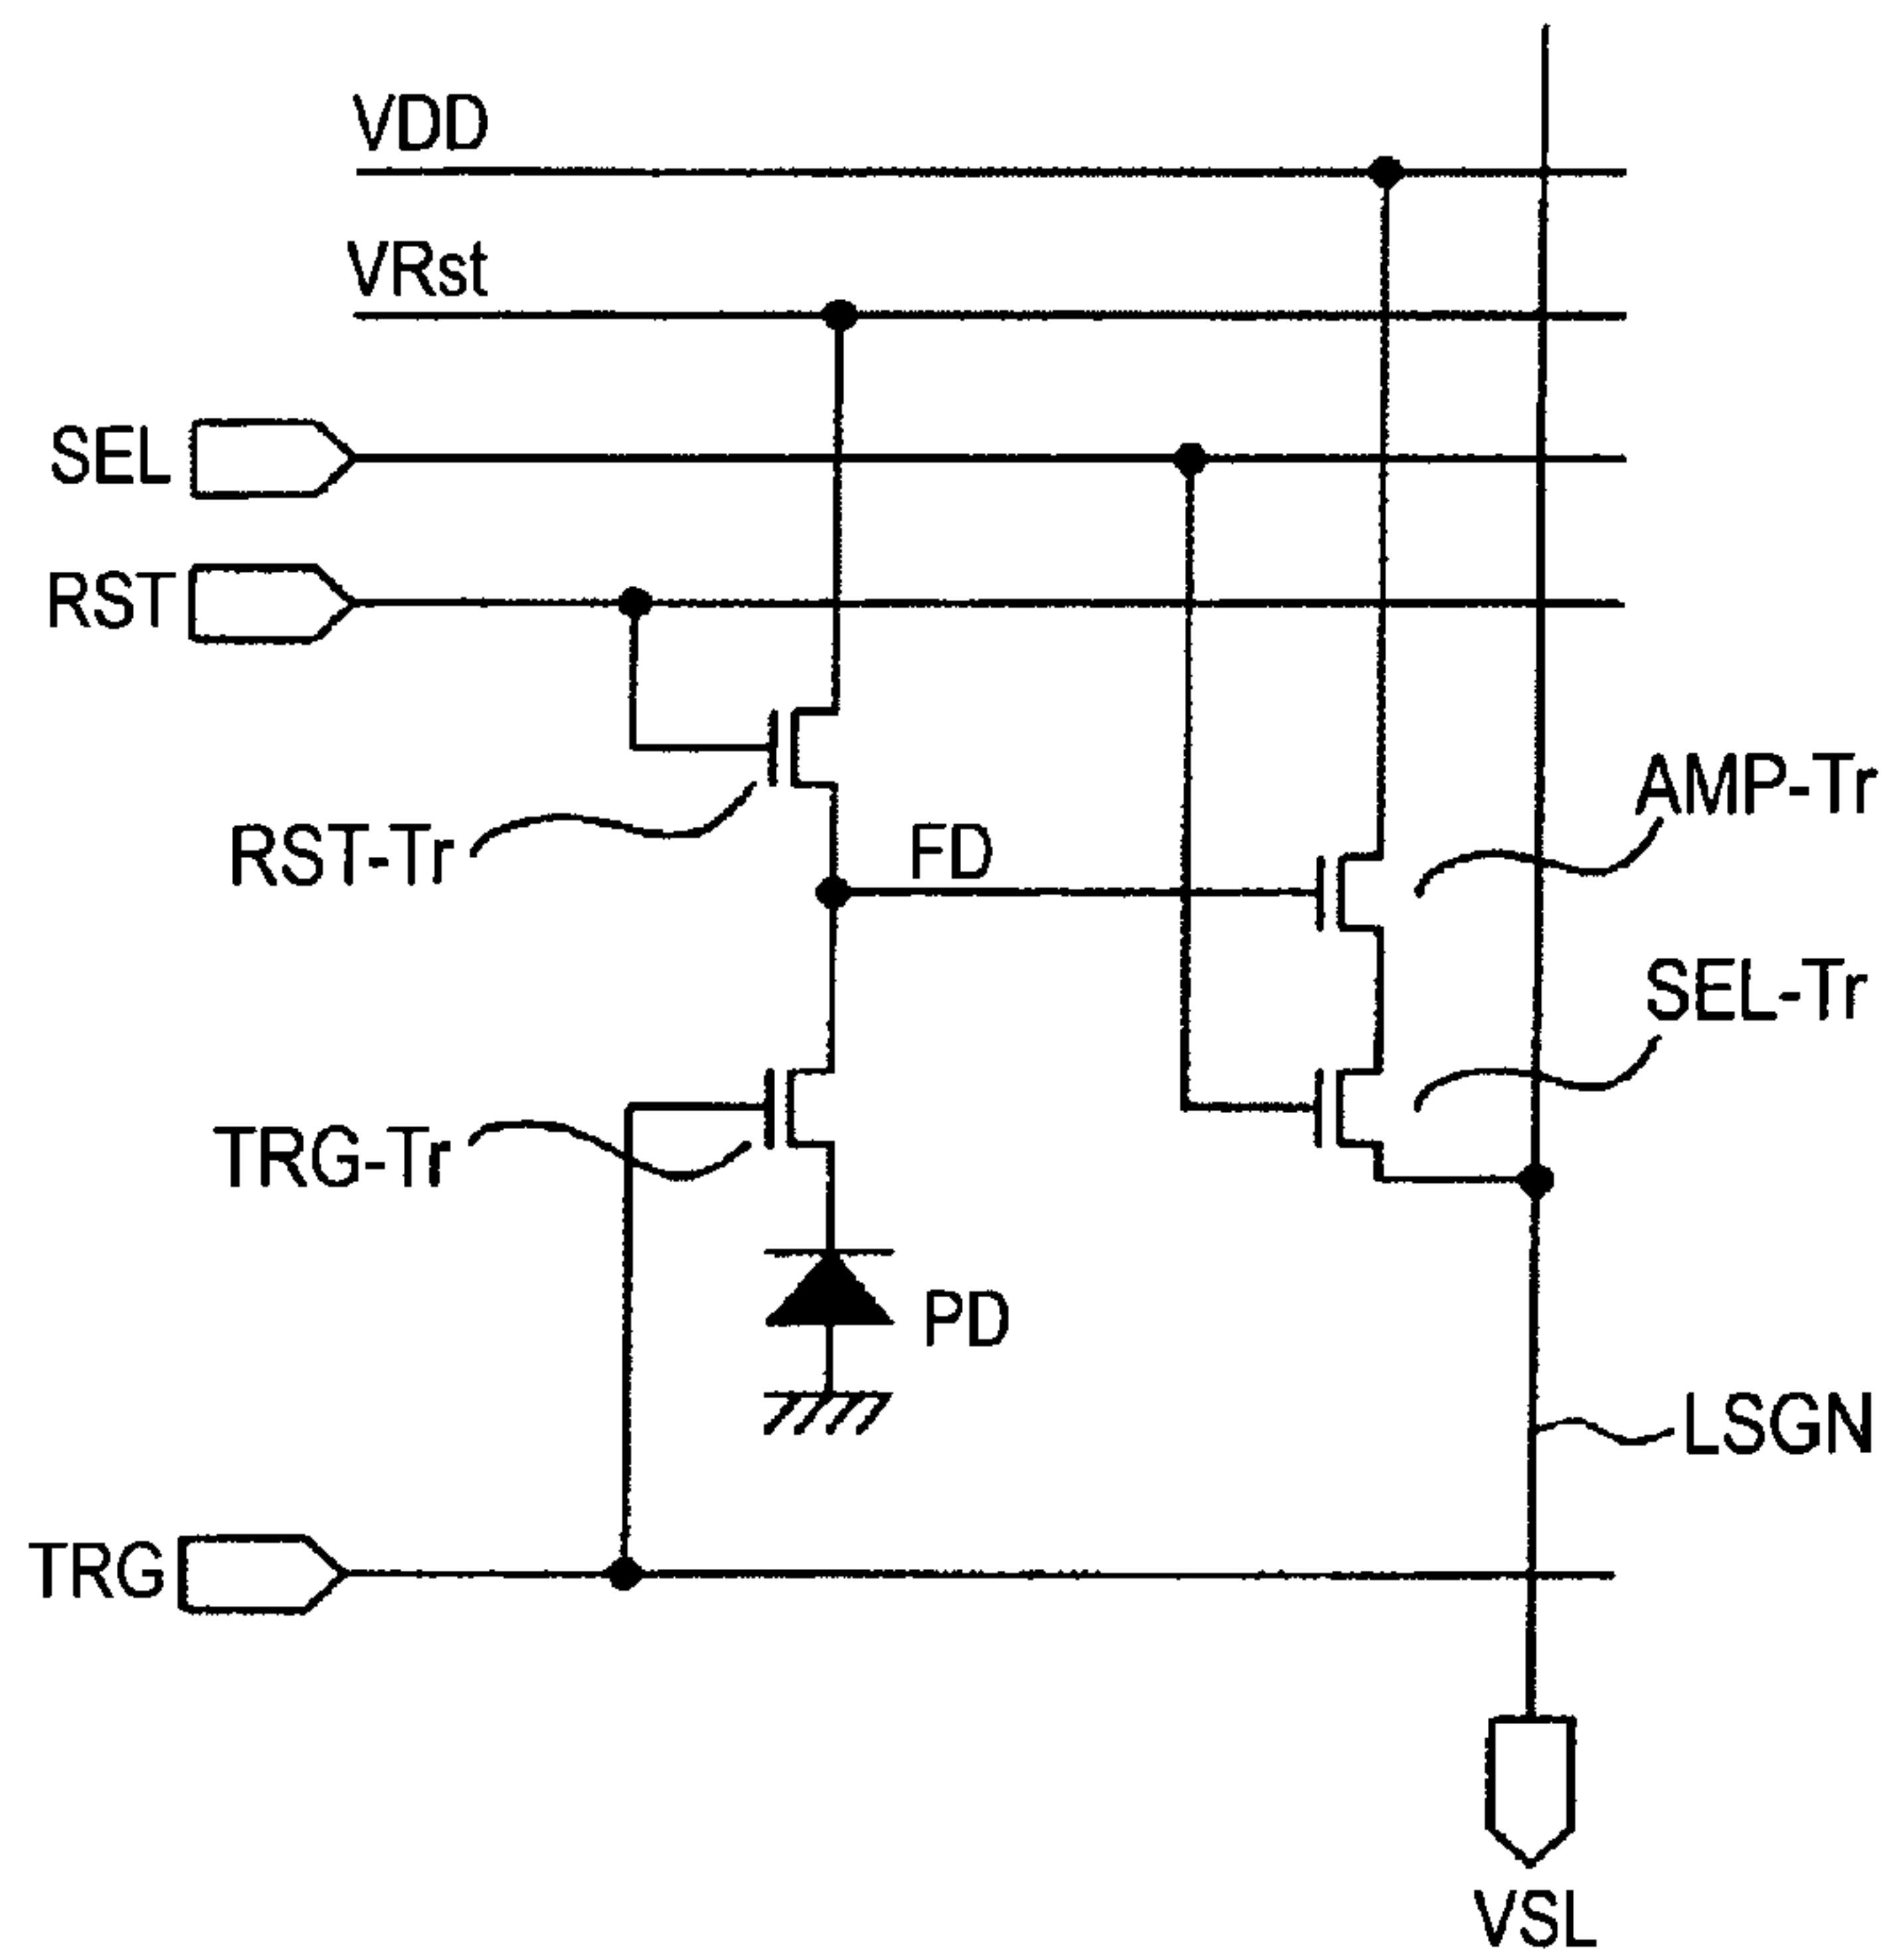 VDD
VRst
SEL
RST
AMP-Tr
RST-Tr
FD
SEL-Tr
TRG-Tr
PD
LSGN
TRG
VSL